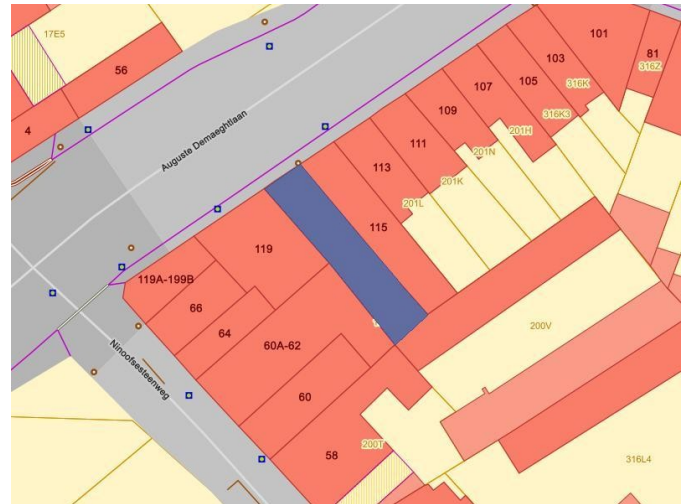 17E5
56
4
Auguste Demaeghtlaan
101
81
316Z
103
316K
105
316K3
107
201H
109
201N
111
201K
113
201L
115
119
119A-199B
66
64
60A-62
60
58
200T
200V
316L4
Ninoofsesteenweg